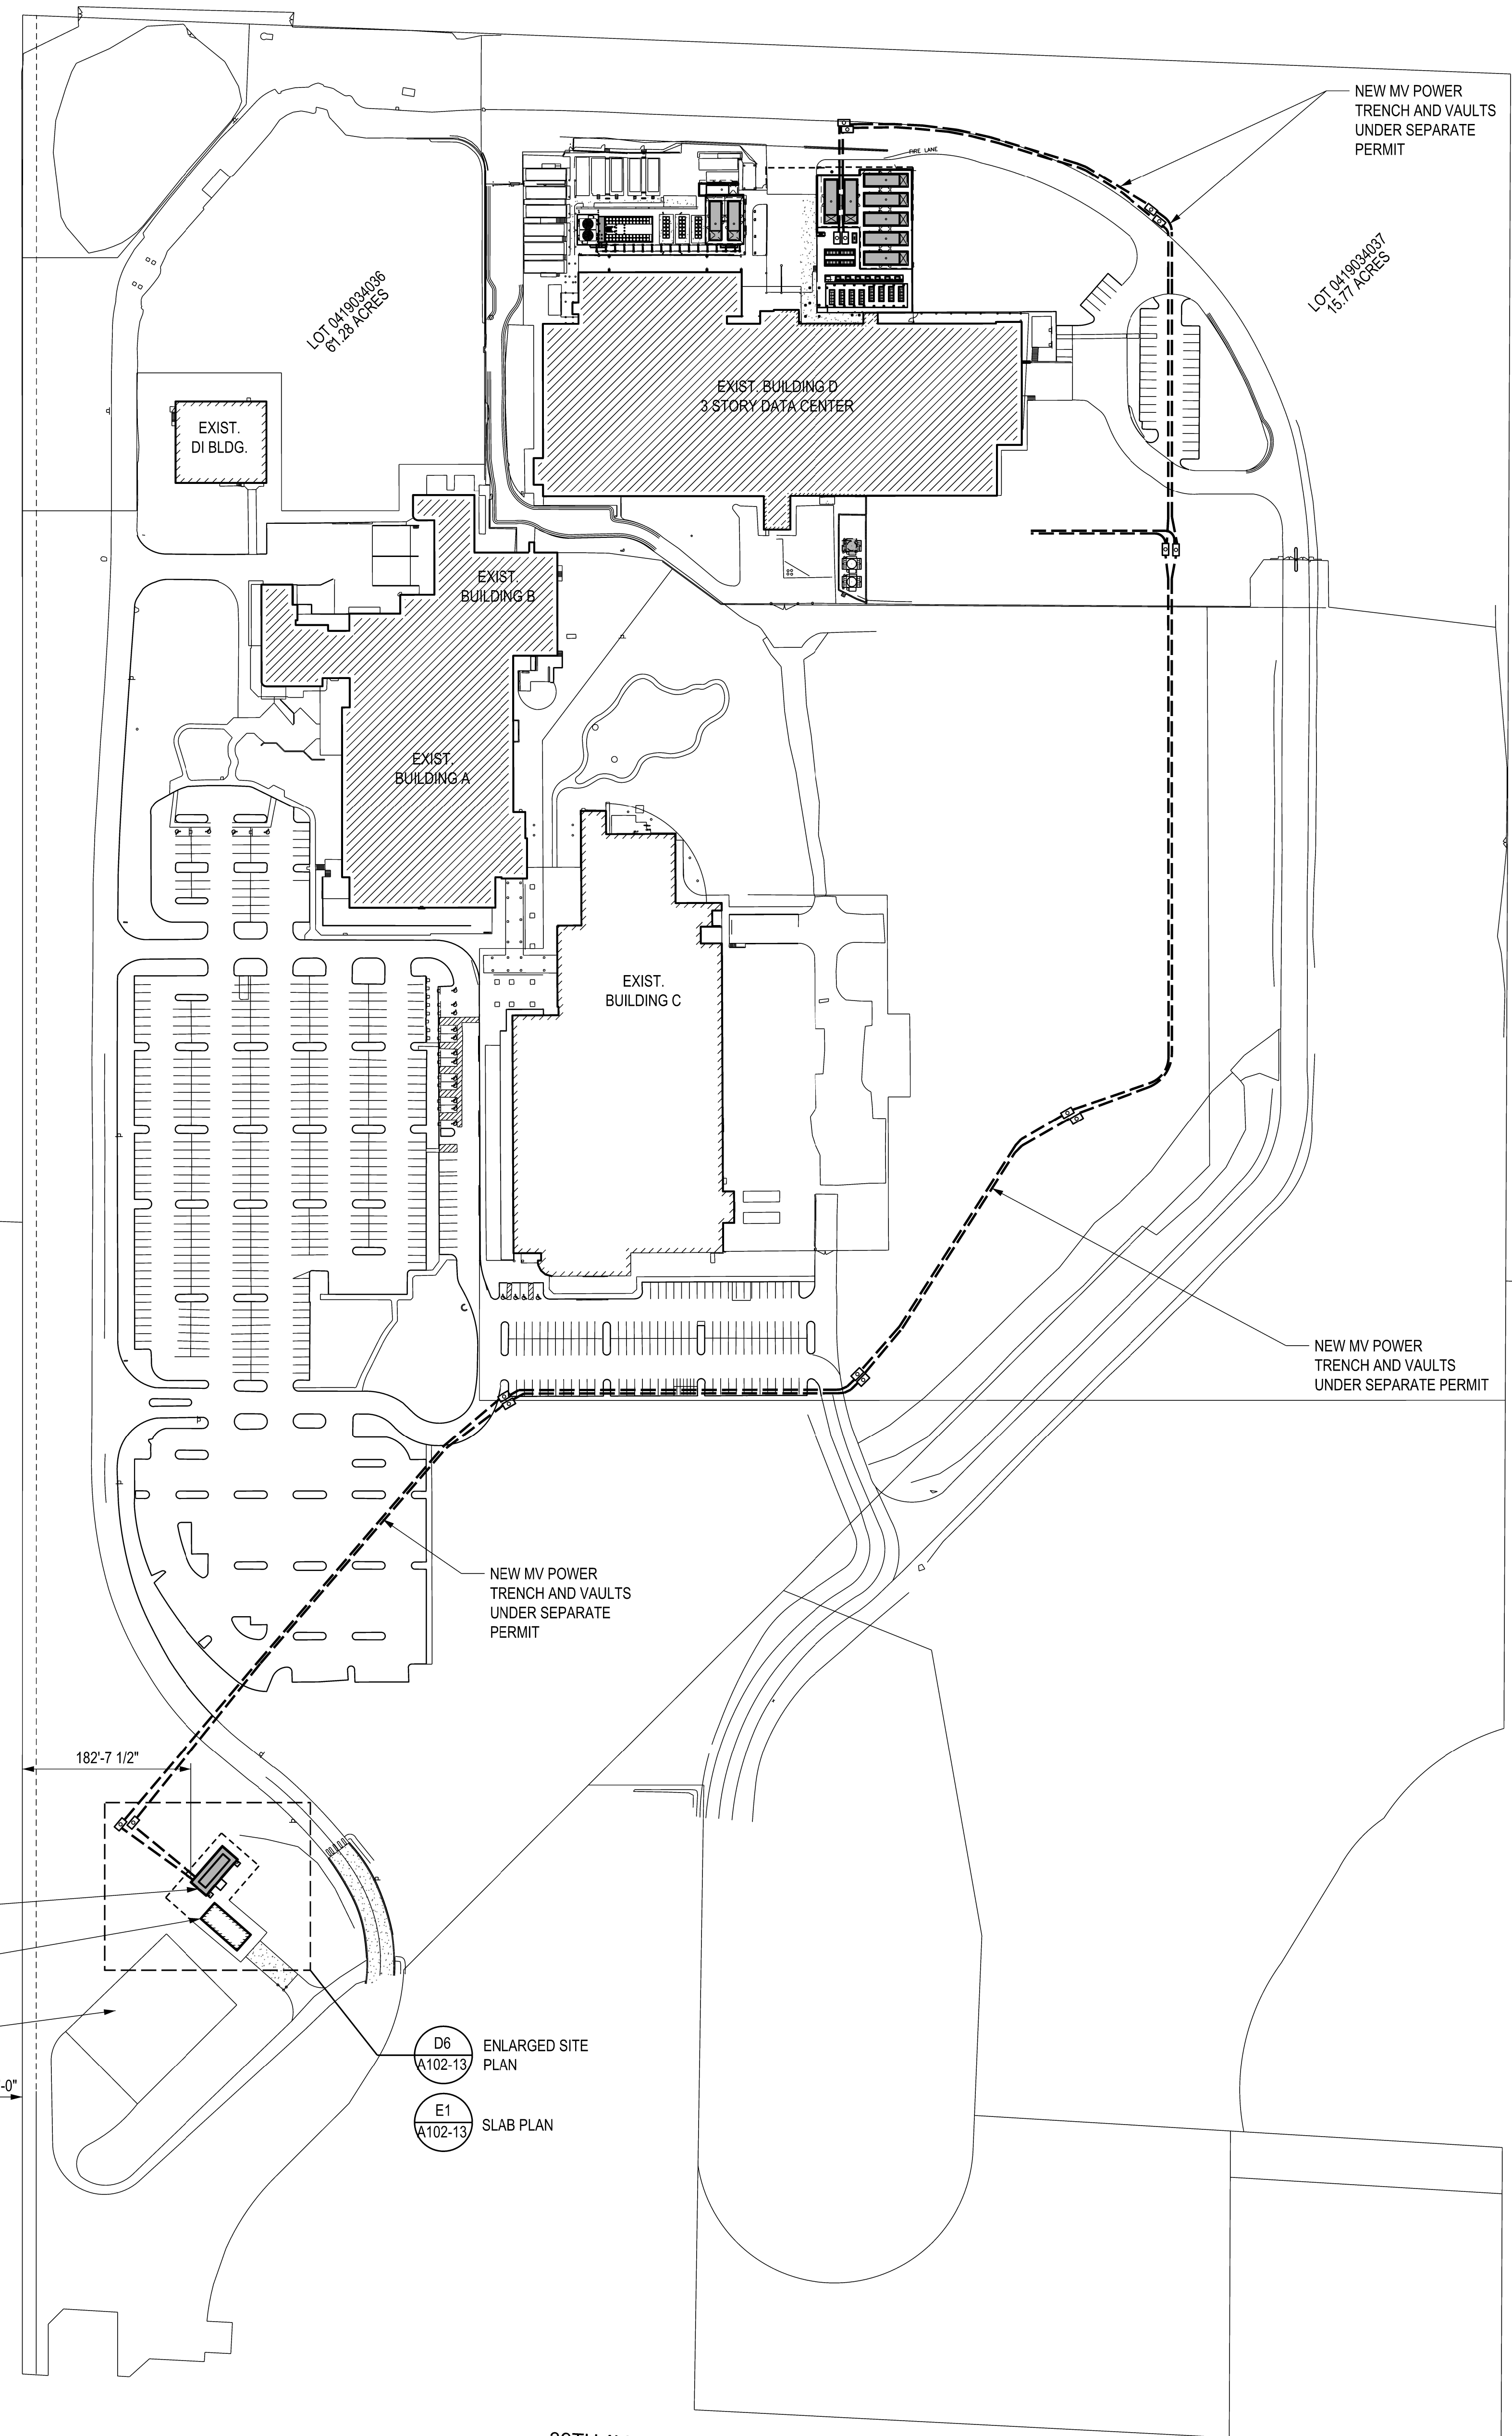 NEW MV POWER
TRENCH AND VAULTS
UNDER SEPARATE
PERMIT
FIRE LANE
LOT 0419034036
61.28 ACRES
LOT 0419034037
15.77 ACRES
EXIST. BUILDING D
3 STORY DATA CENTER
EXIST.
DI BLDG.
EXIST.
BUILDING B
EXIST.
BUILDING A
EXIST.
BUILDING C
C
NEW MV POWER
TRENCH AND VAULTS
UNDER SEPARATE PERMIT
NEW MV POWER
TRENCH AND VAULTS
UNDER SEPARATE
PERMIT
182'-7 1/2"
D6
A102-13
ENLARGED SITE
PLAN
-0"
E1
A102-13
SLAB PLAN